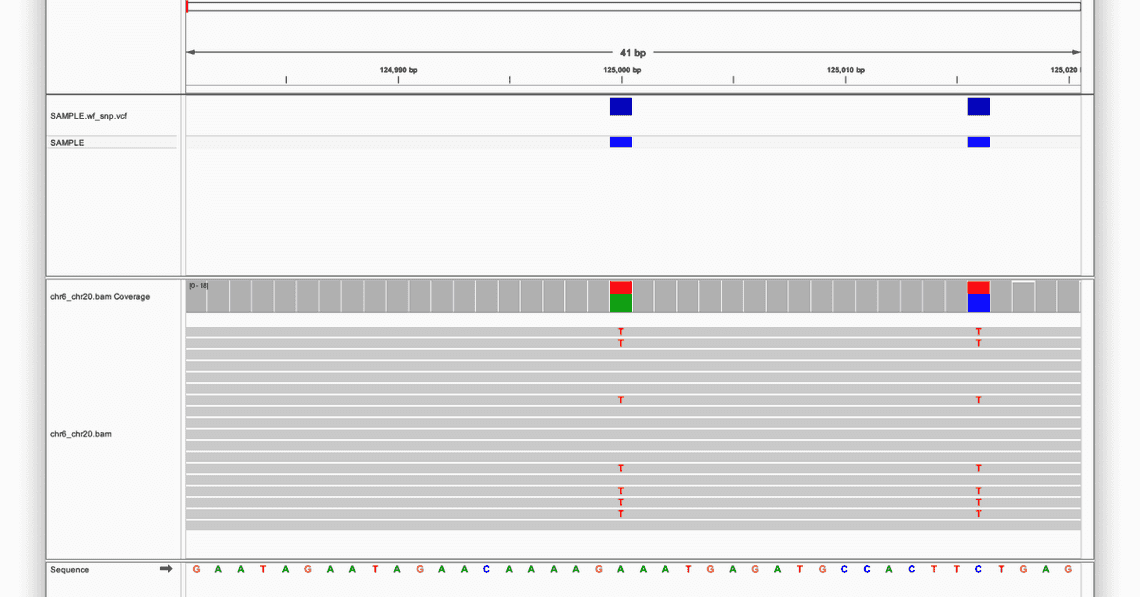 41 bp
124,990 bp 125,000 bp 125,010 bp 125,020
SAMPLE.wf_snp.vcf
SAMPLE
[0 - 18]
chr6_chr20.bam Coverage
T T
T T
T T
chr6_chr20.bam
T T
T T
T T
T T
Sequence G A A T A G A A T A G A A C A A A A G A A A T G A G A T G C C A C T T C T G A G